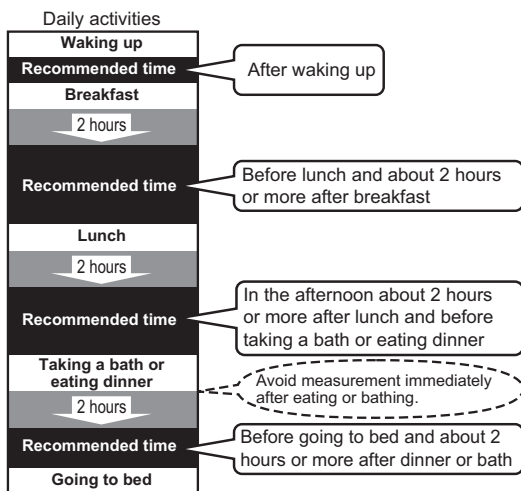 Daily activities
Waking up
Recommended time
After waking up
Breakfast
2 hours
Recommended time
Before lunch and about 2 hours
or more after breakfast
Lunch
2 hours
Recommended time
In the afternoon about 2 hours
or more after lunch and before
taking a bath or eating dinner
Taking a bath or
eating dinner
Avoid measurement immediately
after eating or bathing.
2 hours
Recommended time
Before going to bed and about 2
hours or more after dinner or bath
Going to bed